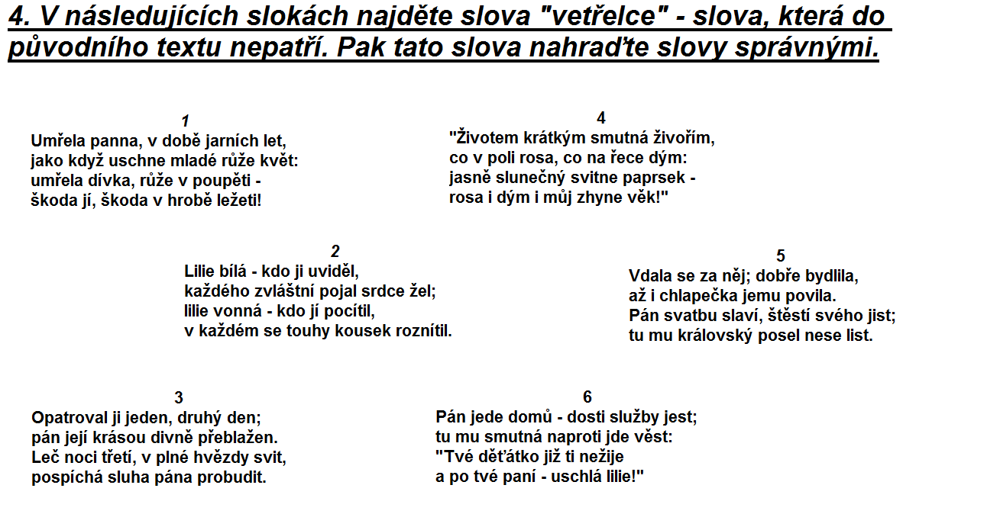 4. V následujících slokách najděte slova "vetřelce" - slova, která do
původního textu nepatří. Pak tato slova nahraďte slovy správnými.
1
Umřela panna, v době jarních let,
jako když uschne mladé růže květ:
umřela dívka, růže v poupěti -
škoda jí, škoda v hrobě ležeti!
2
Lilie bílá - kdo ji uviděl,
každého zvláštní pojal srdce žel;
lilie vonná - kdo jí pocítil,
v každém se touhy kousek roznítil.
3
Opatroval ji jeden, druhý den;
pán její krásou divně přeblažen.
Leč noci třetí, v plné hvězdy svit,
pospíchá sluha pána probudit.
4
"Životem krátkým smutná živořím,
co v poli rosa, co na řece dým:
jasně slunečný svitne paprsek -
rosa i dým i můj zhyne věk!"
5
Vdala se za něj; dobře bydlila,
až i chlapečka jemu povila.
Pán svatbu slaví, štěstí svého jist;
tu mu královský posel nese list.
6
Pán jede domů - dosti služby jest;
tu mu smutná naproti jde věst:
"Tvé děťátko již ti nežije
a po tvé paní - uschlá lilie!"